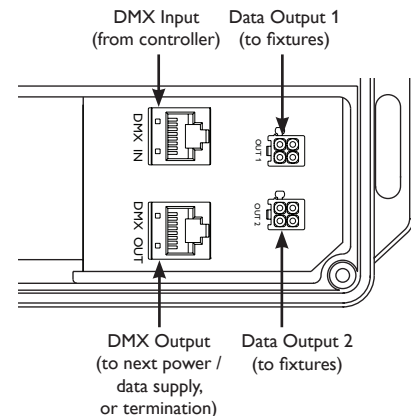 DMX Input
(from controller)
Data Output 1
(to fixtures)
DMX IN
OUT 1
DMX OUT
OUT 2
DMX Output
(to next power /
data supply,
or termination)
Data Output 2
(to fixtures)